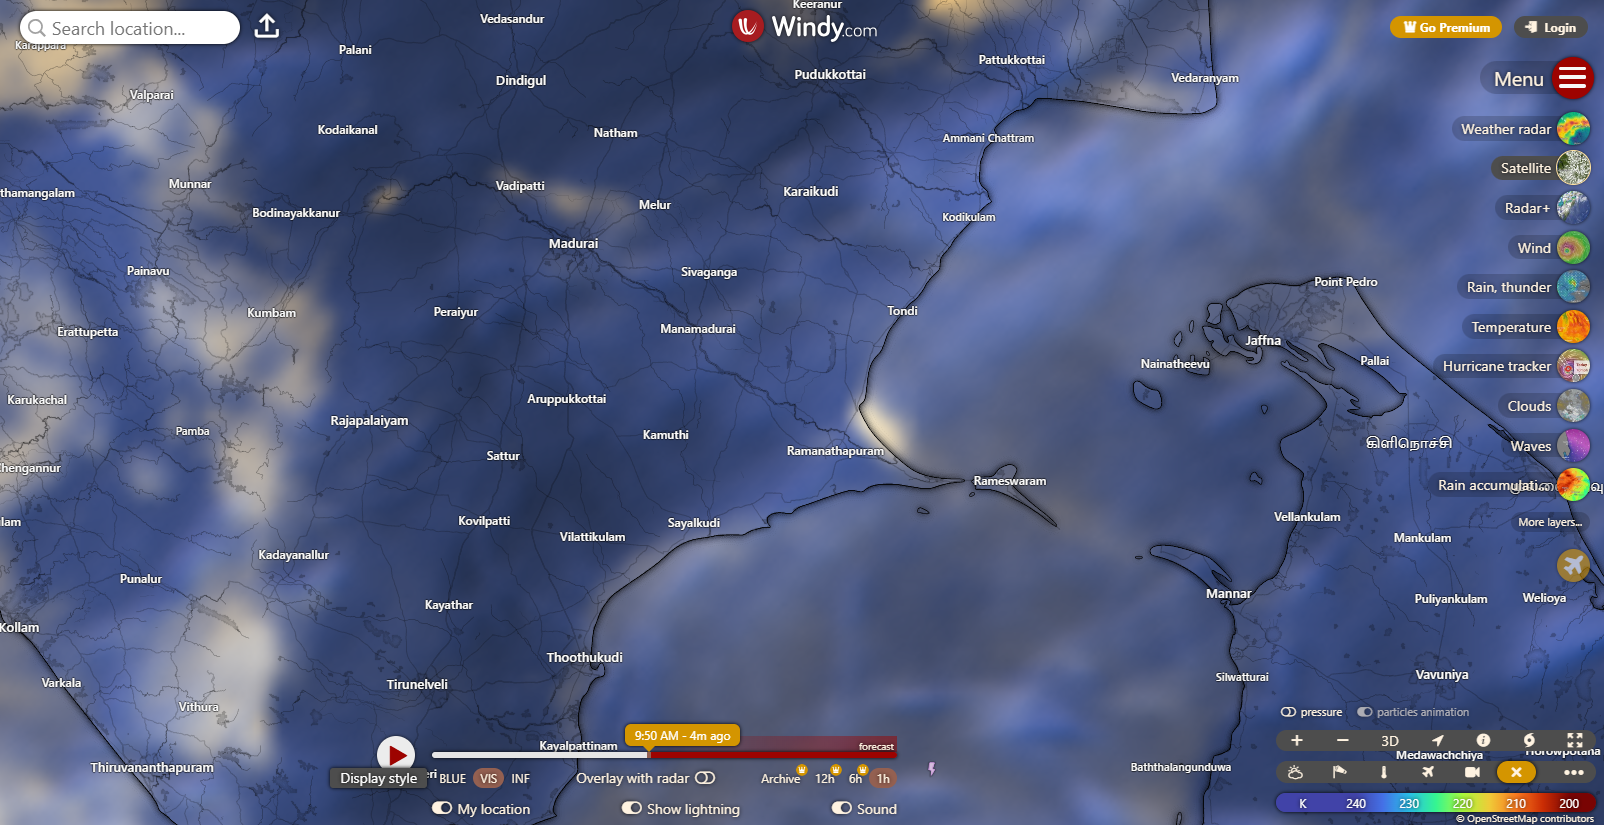 Search location...
Windy.com
Go Premium
Login
Menu
Weather radar
Satellite
Radar+
Wind
Rain, thunder
Temperature
Hurricane tracker
Clouds
Waves
More layers...
Keeranur
Vedasandur
Karappara
Palani
Pattukkottai
Dindigul
Pudukkottai
Vedaranyam
Valparai
Kodaikanal
Natham
Ammani Chattram
Munnar
Vadipatti
Karaikudi
thamangalam
Melur
Bodinayakkanur
Kodikulam
Madurai
Painavu
Sivaganga
Point Pedro
Kumbam
Peraiyur
Tondi
Erattupetta
Manamadurai
Jaffna
Nainatheevu
Pallai
Karukachal
Aruppukkottai
Rajapalaiyam
Pamba
Kamuthi
கிளிநொச்சி
Ramanathapuram
Sattur
hengannur
Rameswaram
Rain accumulati...
Kovilpatti
Sayalkudi
Vellankulam
lam
Vilattikulam
Mankulam
Kadayanallur
Punalur
Mannar
Kayathar
Puliyankulam
Welioya
Kollam
Thoothukudi
Tirunelveli
Silwatturai
Vavuniya
Varkala
Vithura
Kayalpattinam
Thiruvananthapuram
Baththalangunduwa
Medawachchiya
Horowpotana
9:50 AM - 4m ago
forecast
Display style
eri
BLUE
VIS
INF
Overlay with radar
Archive
12h
6h
1h
My location
Show lightning
Sound
pressure
particles animation
3D
K 240 230 220 210 200
© OpenStreetMap contributors